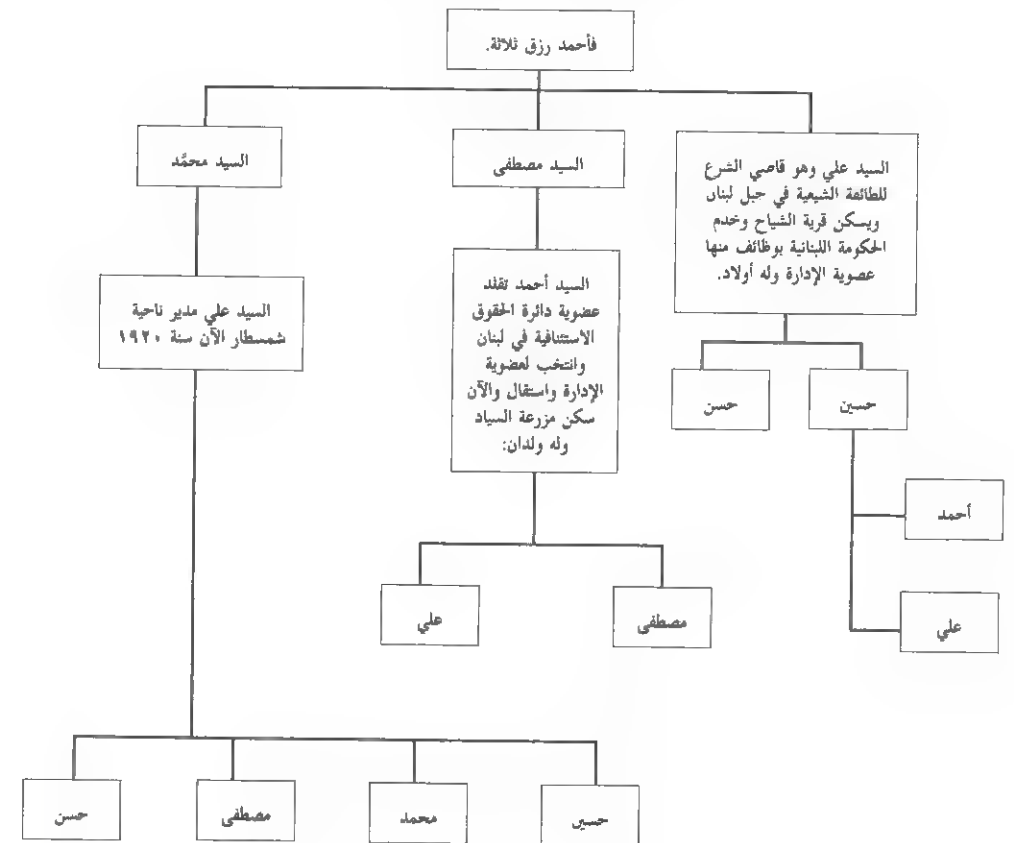 فأحمد رزق ثلاثة.
السيد علي وهو قاصي الشرع
للطائفة الشيعية في جبل لبنان
ويسكن قرية الشياح وخدم
الحكومة اللبنانية بوظائف منها
عضوية الإدارة وله أولاد.
السيد مصطفى
السيد محمَّد
السيد أحمد تقلد
عضوية دائرة الحقوق
الاستئنافية في لبنان
وانتخب لعضوية
الإدارة واستقال والآن
سكن مزرعة السياد
وله ولدان:
السيد علي مدير ناحية
شمسطار الآن سنة ١٩٢٠
حسين
حسن
أحمد
علي
مصطفى
علي
حسين
محمد
مصطفى
حسن